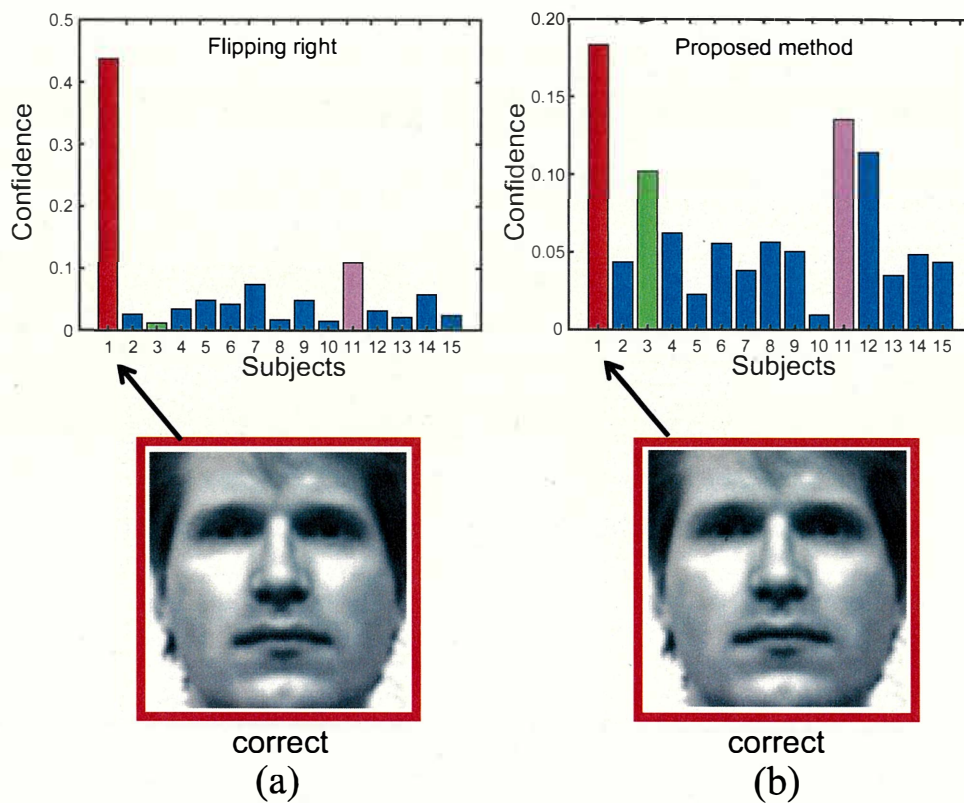 0.5
0.4
0.3
0.2
0.1
0
Confidence
Flipping right
1 2 3 4 5 6 7 8 9 10 11 12 13 14 15
Subjects
correct
(a)
0.20
0.15
0.10
0.05
0
Confidence
Proposed method
1 2 3 4 5 6 7 8 9 10 11 12 13 14 15
Subjects
correct
(b)